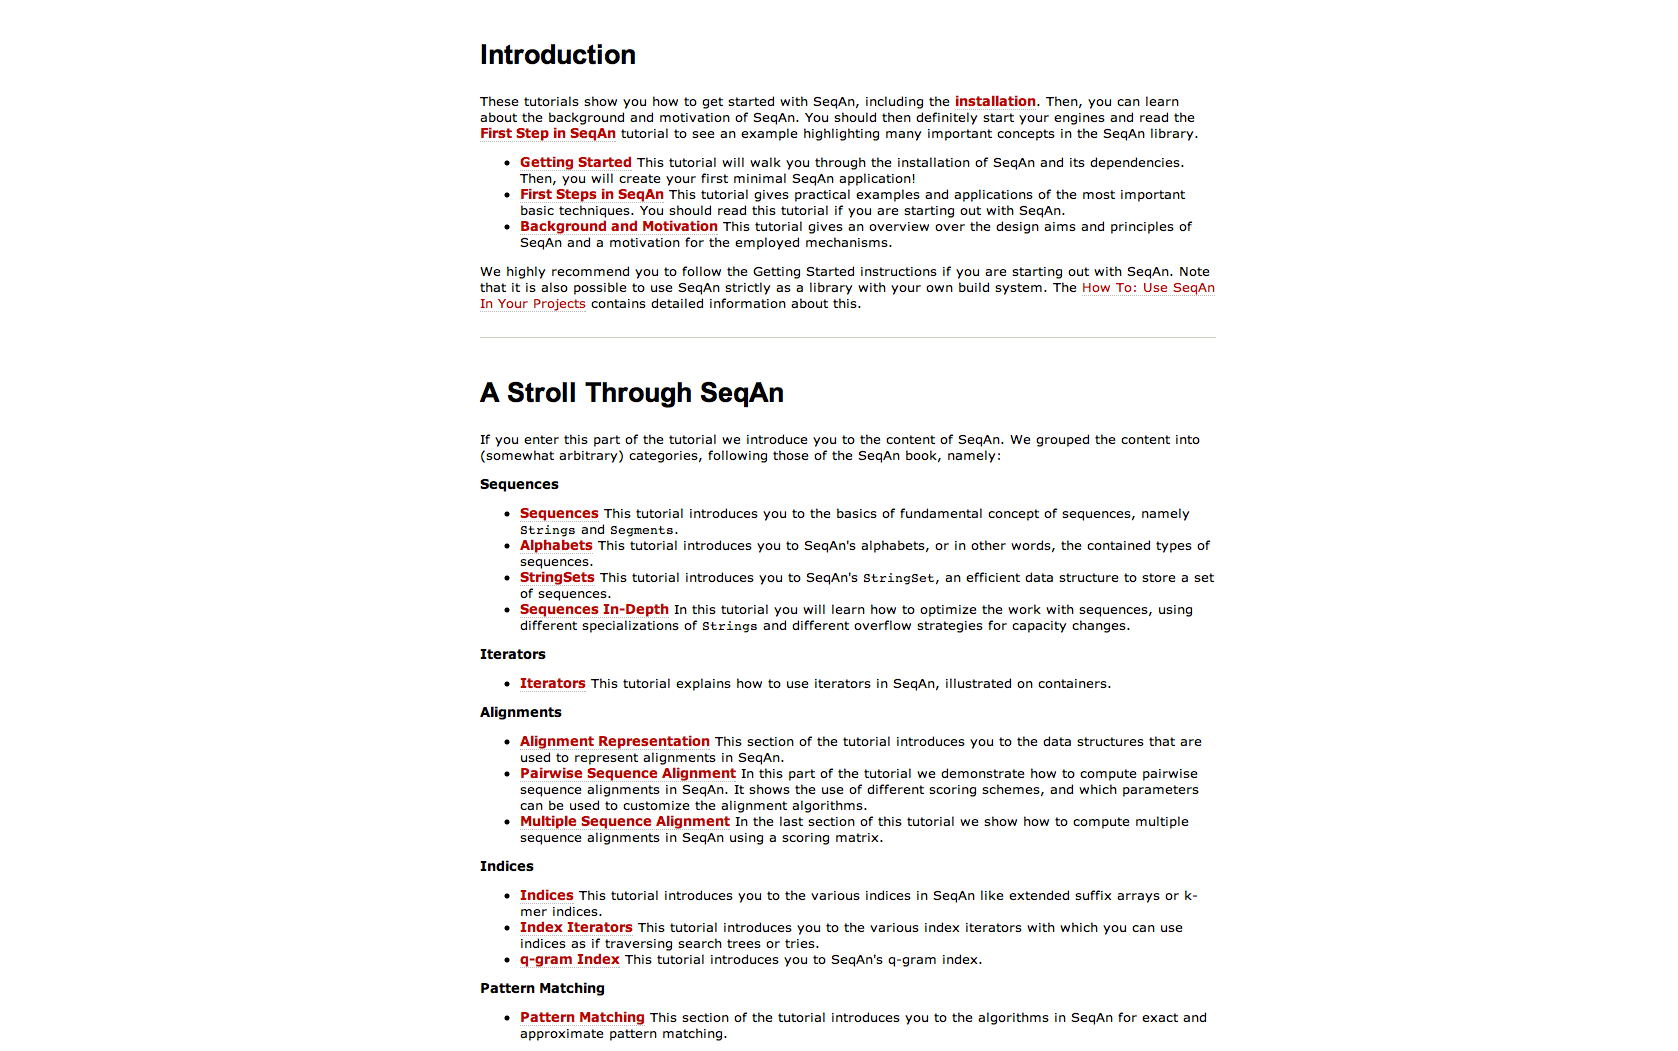 Introduction
These tutorials show you how to get started with SeqAn, including the installation. Then, you can learn
about the background and motivation of SeqAn. You should then definitely start your engines and read the
First Step in SeqAn tutorial to see an example highlighting many important concepts in the SeqAn library.
• Getting Started This tutorial will walk you through the installation of SeqAn and its dependencies.
Then, you will create your first minimal SeqAn application!
• First Steps in SeqAn This tutorial gives practical examples and applications of the most important
basic techniques. You should read this tutorial if you are starting out with SeqAn.
• Background and Motivation This tutorial gives an overview over the design aims and principles of
SeqAn and a motivation for the employed mechanisms.
We highly recommend you to follow the Getting Started instructions if you are starting out with SeqAn. Note
that it is also possible to use SeqAn strictly as a library with your own build system. The How To: Use SeqAn
In Your Projects contains detailed information about this.
A Stroll Through SeqAn
If you enter this part of the tutorial we introduce you to the content of SeqAn. We grouped the content into
(somewhat arbitrary) categories, following those of the SeqAn book, namely:
Sequences
• Sequences This tutorial introduces you to the basics of fundamental concept of sequences, namely
Strings and Segments.
• Alphabets This tutorial introduces you to SeqAn's alphabets, or in other words, the contained types of
sequences.
• StringSets This tutorial introduces you to SeqAn's StringSet, an efficient data structure to store a set
of sequences.
• Sequences In-Depth In this tutorial you will learn how to optimize the work with sequences, using
different specializations of Strings and different overflow strategies for capacity changes.
Iterators
• Iterators This tutorial explains how to use iterators in SeqAn, illustrated on containers.
Alignments
• Alignment Representation This section of the tutorial introduces you to the data structures that are
used to represent alignments in SeqAn.
• Pairwise Sequence Alignment In this part of the tutorial we demonstrate how to compute pairwise
sequence alignments in SeqAn. It shows the use of different scoring schemes, and which parameters
can be used to customize the alignment algorithms.
• Multiple Sequence Alignment In the last section of this tutorial we show how to compute multiple
sequence alignments in SeqAn using a scoring matrix.
Indices
• Indices This tutorial introduces you to the various indices in SeqAn like extended suffix arrays or k-
mer indices.
• Index Iterators This tutorial introduces you to the various index iterators with which you can use
indices as if traversing search trees or tries.
• q-gram Index This tutorial introduces you to SeqAn's q-gram index.
Pattern Matching
• Pattern Matching This section of the tutorial introduces you to the algorithms in SeqAn for exact and
approximate pattern matching.